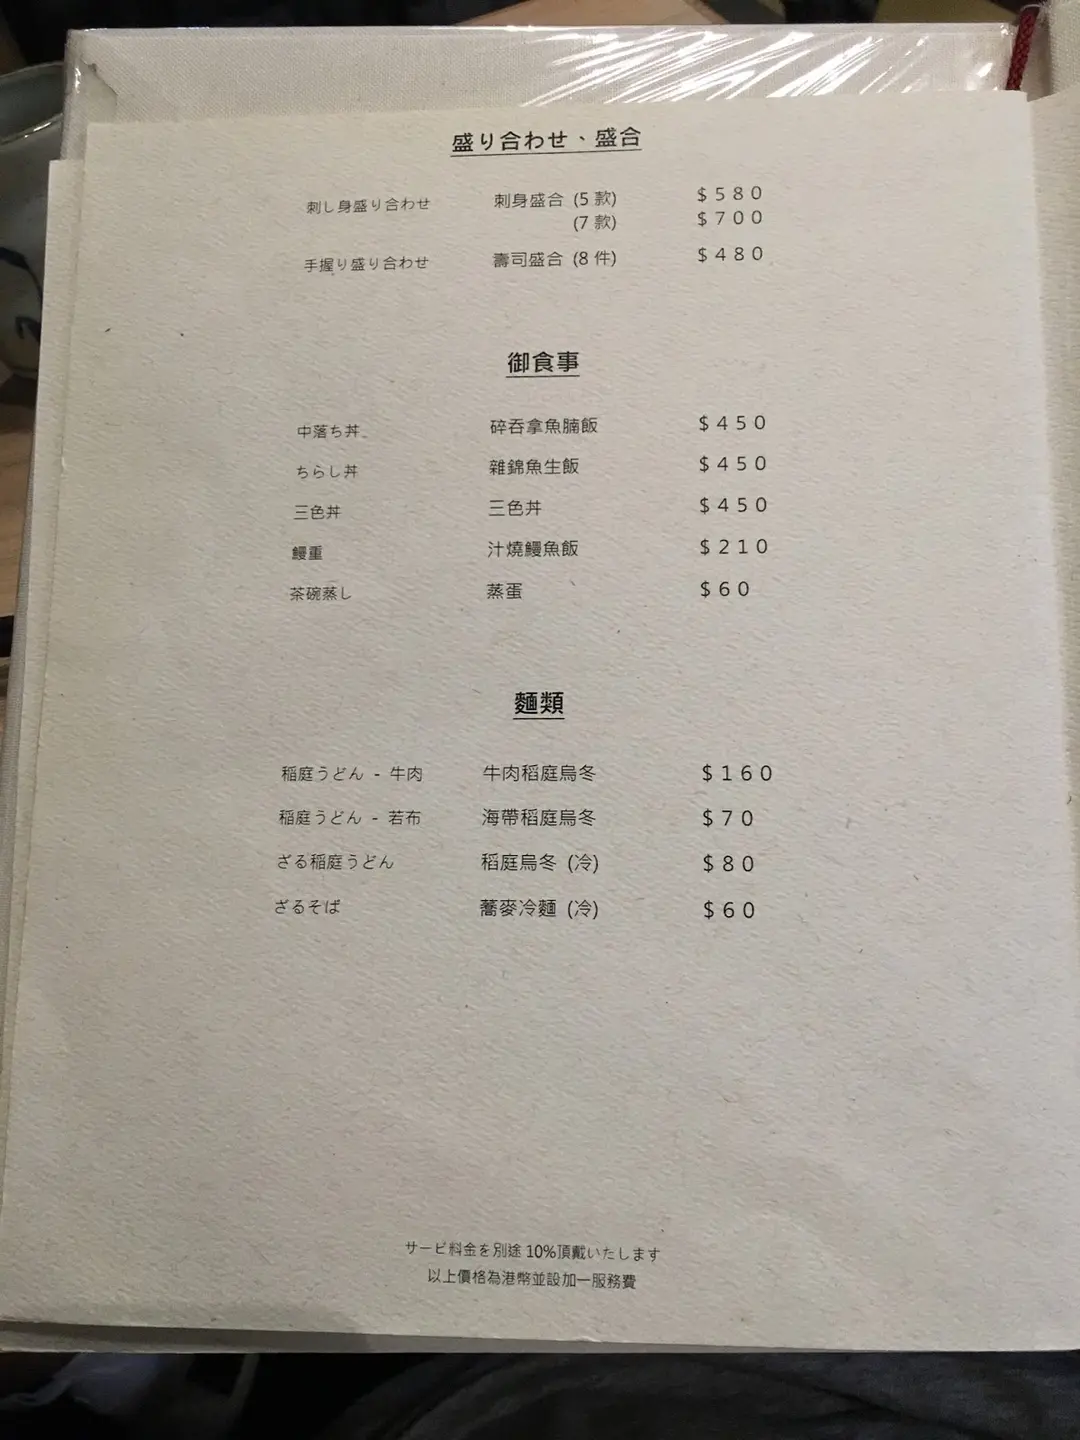 盛り合わせ、盛合
刺し身盛り合わせ 刺身盛合 (5 款) $580
(7 款) $700
手握り盛り合わせ 壽司盛合 (8 件) $480
御食事
中落ち丼 碎吞拿魚腩飯 $450
ちらし丼 雜錦魚生飯 $450
三色丼 三色丼 $450
鰻重 汁燒鰻魚飯 $210
茶碗蒸し 蒸蛋 $60
麵類
稲庭うどん - 牛肉 牛肉稻庭烏冬 $160
稲庭うどん - 若布 海帶稻庭烏冬 $70
ざる稲庭うどん 稻庭烏冬 (冷) $80
ざるそば 蕎麥冷麵 (冷) $60
サービ料金を別途 10%頂戴いたします
以上價格為港幣並設加一服務費